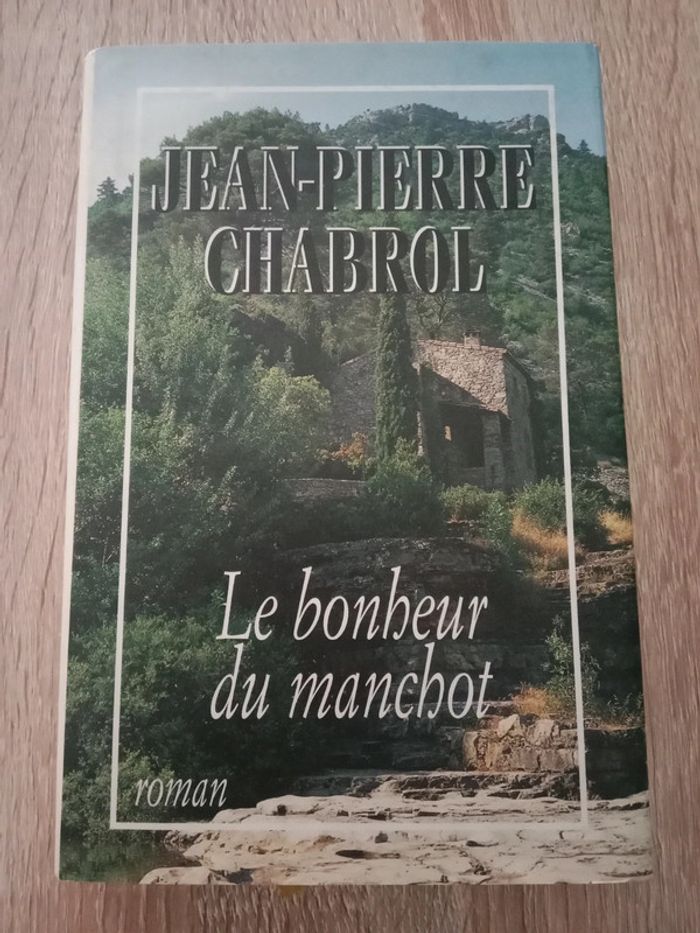 JEAN-PIERRE
CHABROL
Le bonheur
du manchot
roman